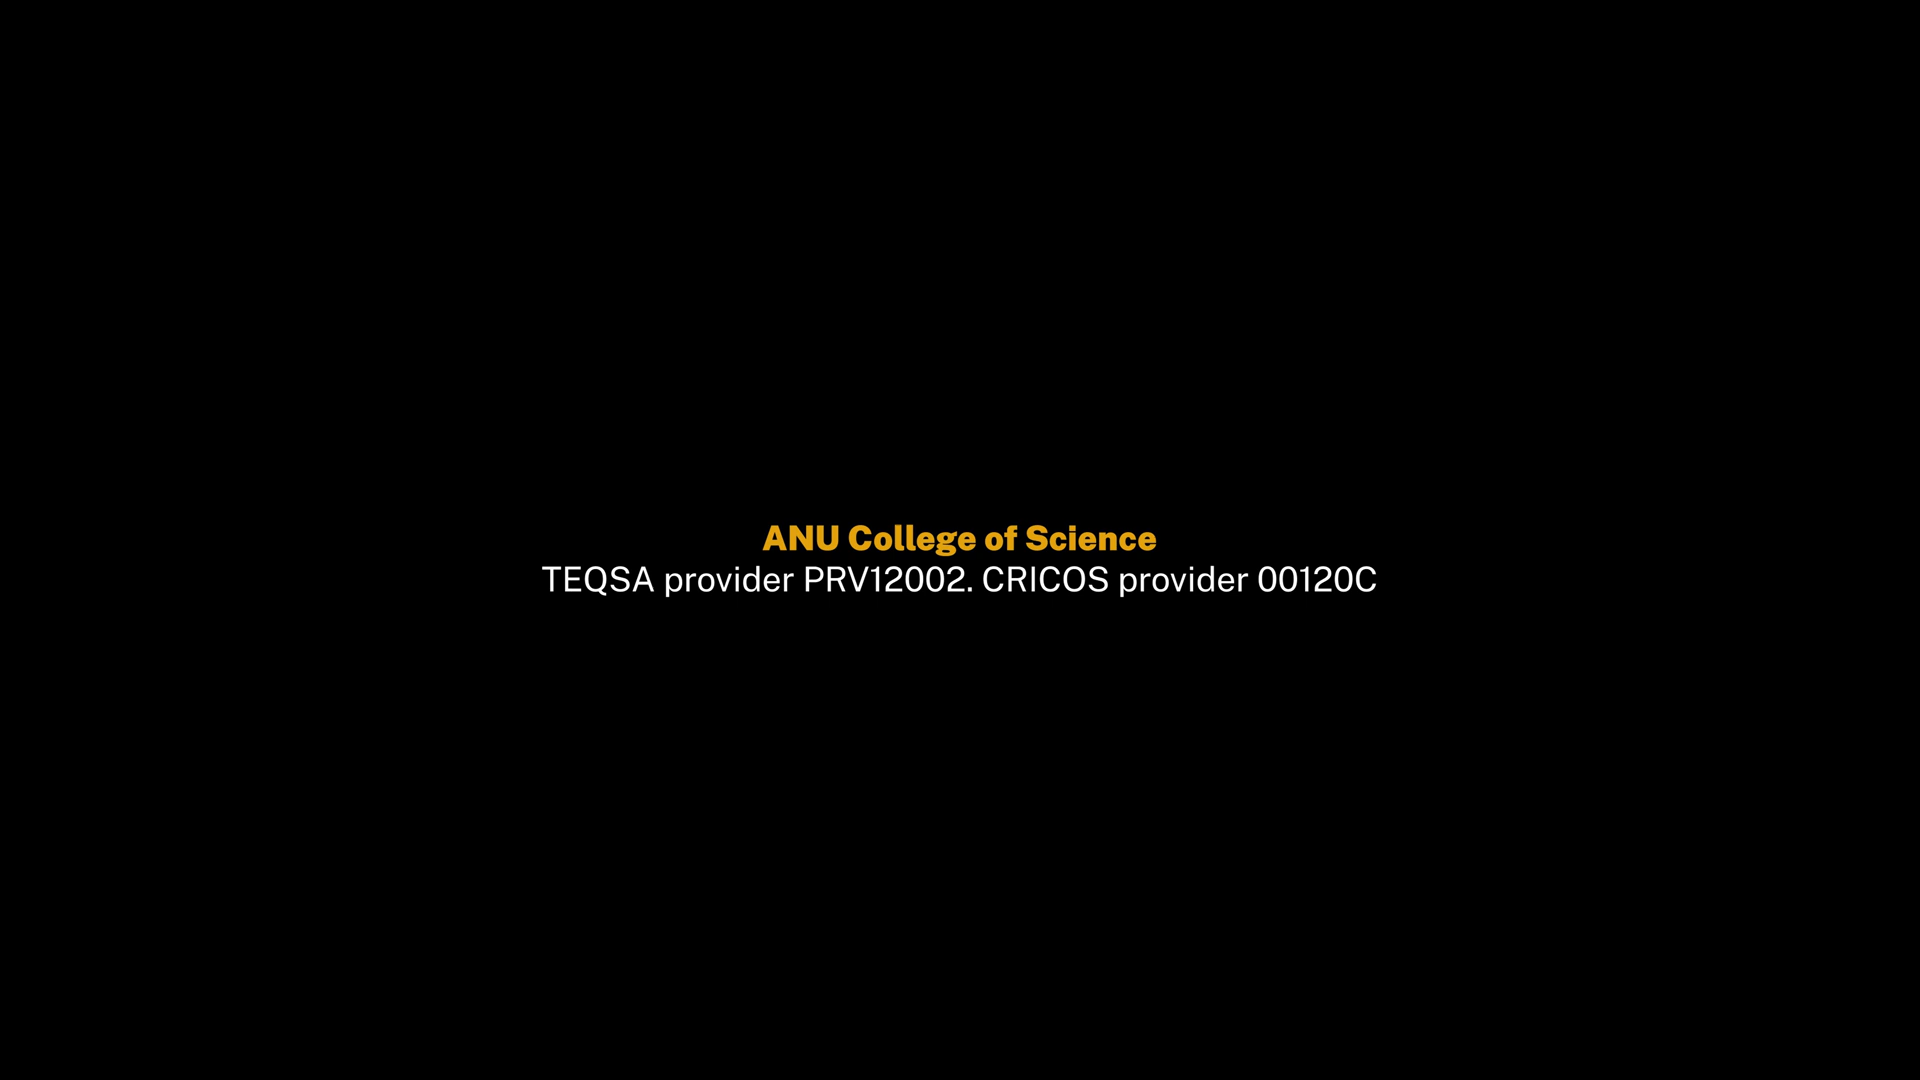 ANU College of Science
TEQSA provider PRV12002. CRICOS provider 00120C